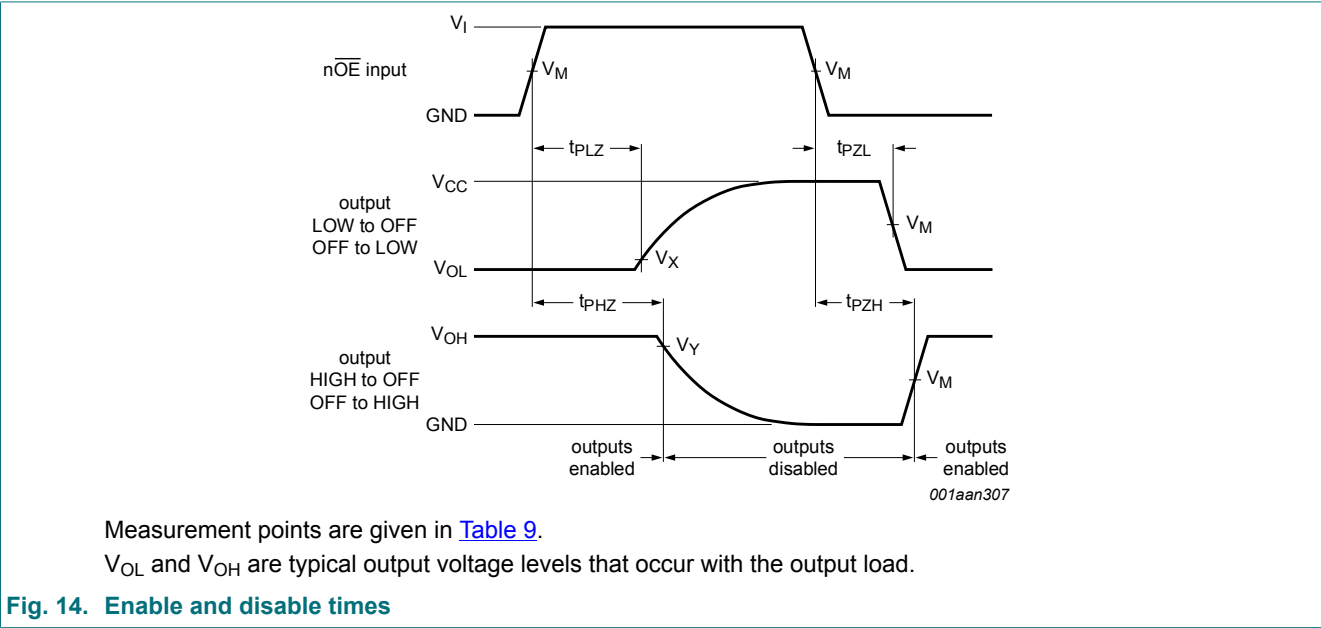 V_I
nO̅E̅ input
V_M
V_M
GND
t_PLZ
t_PZL
V_CC
output
LOW to OFF
OFF to LOW
V_M
V_X
V_OL
t_PHZ
t_PZH
V_OH
output
HIGH to OFF
OFF to HIGH
V_Y
V_M
GND
outputs
enabled
outputs
disabled
outputs
enabled
001aan307
Measurement points are given in Table 9.
V_OL and V_OH are typical output voltage levels that occur with the output load.
Fig. 14. Enable and disable times